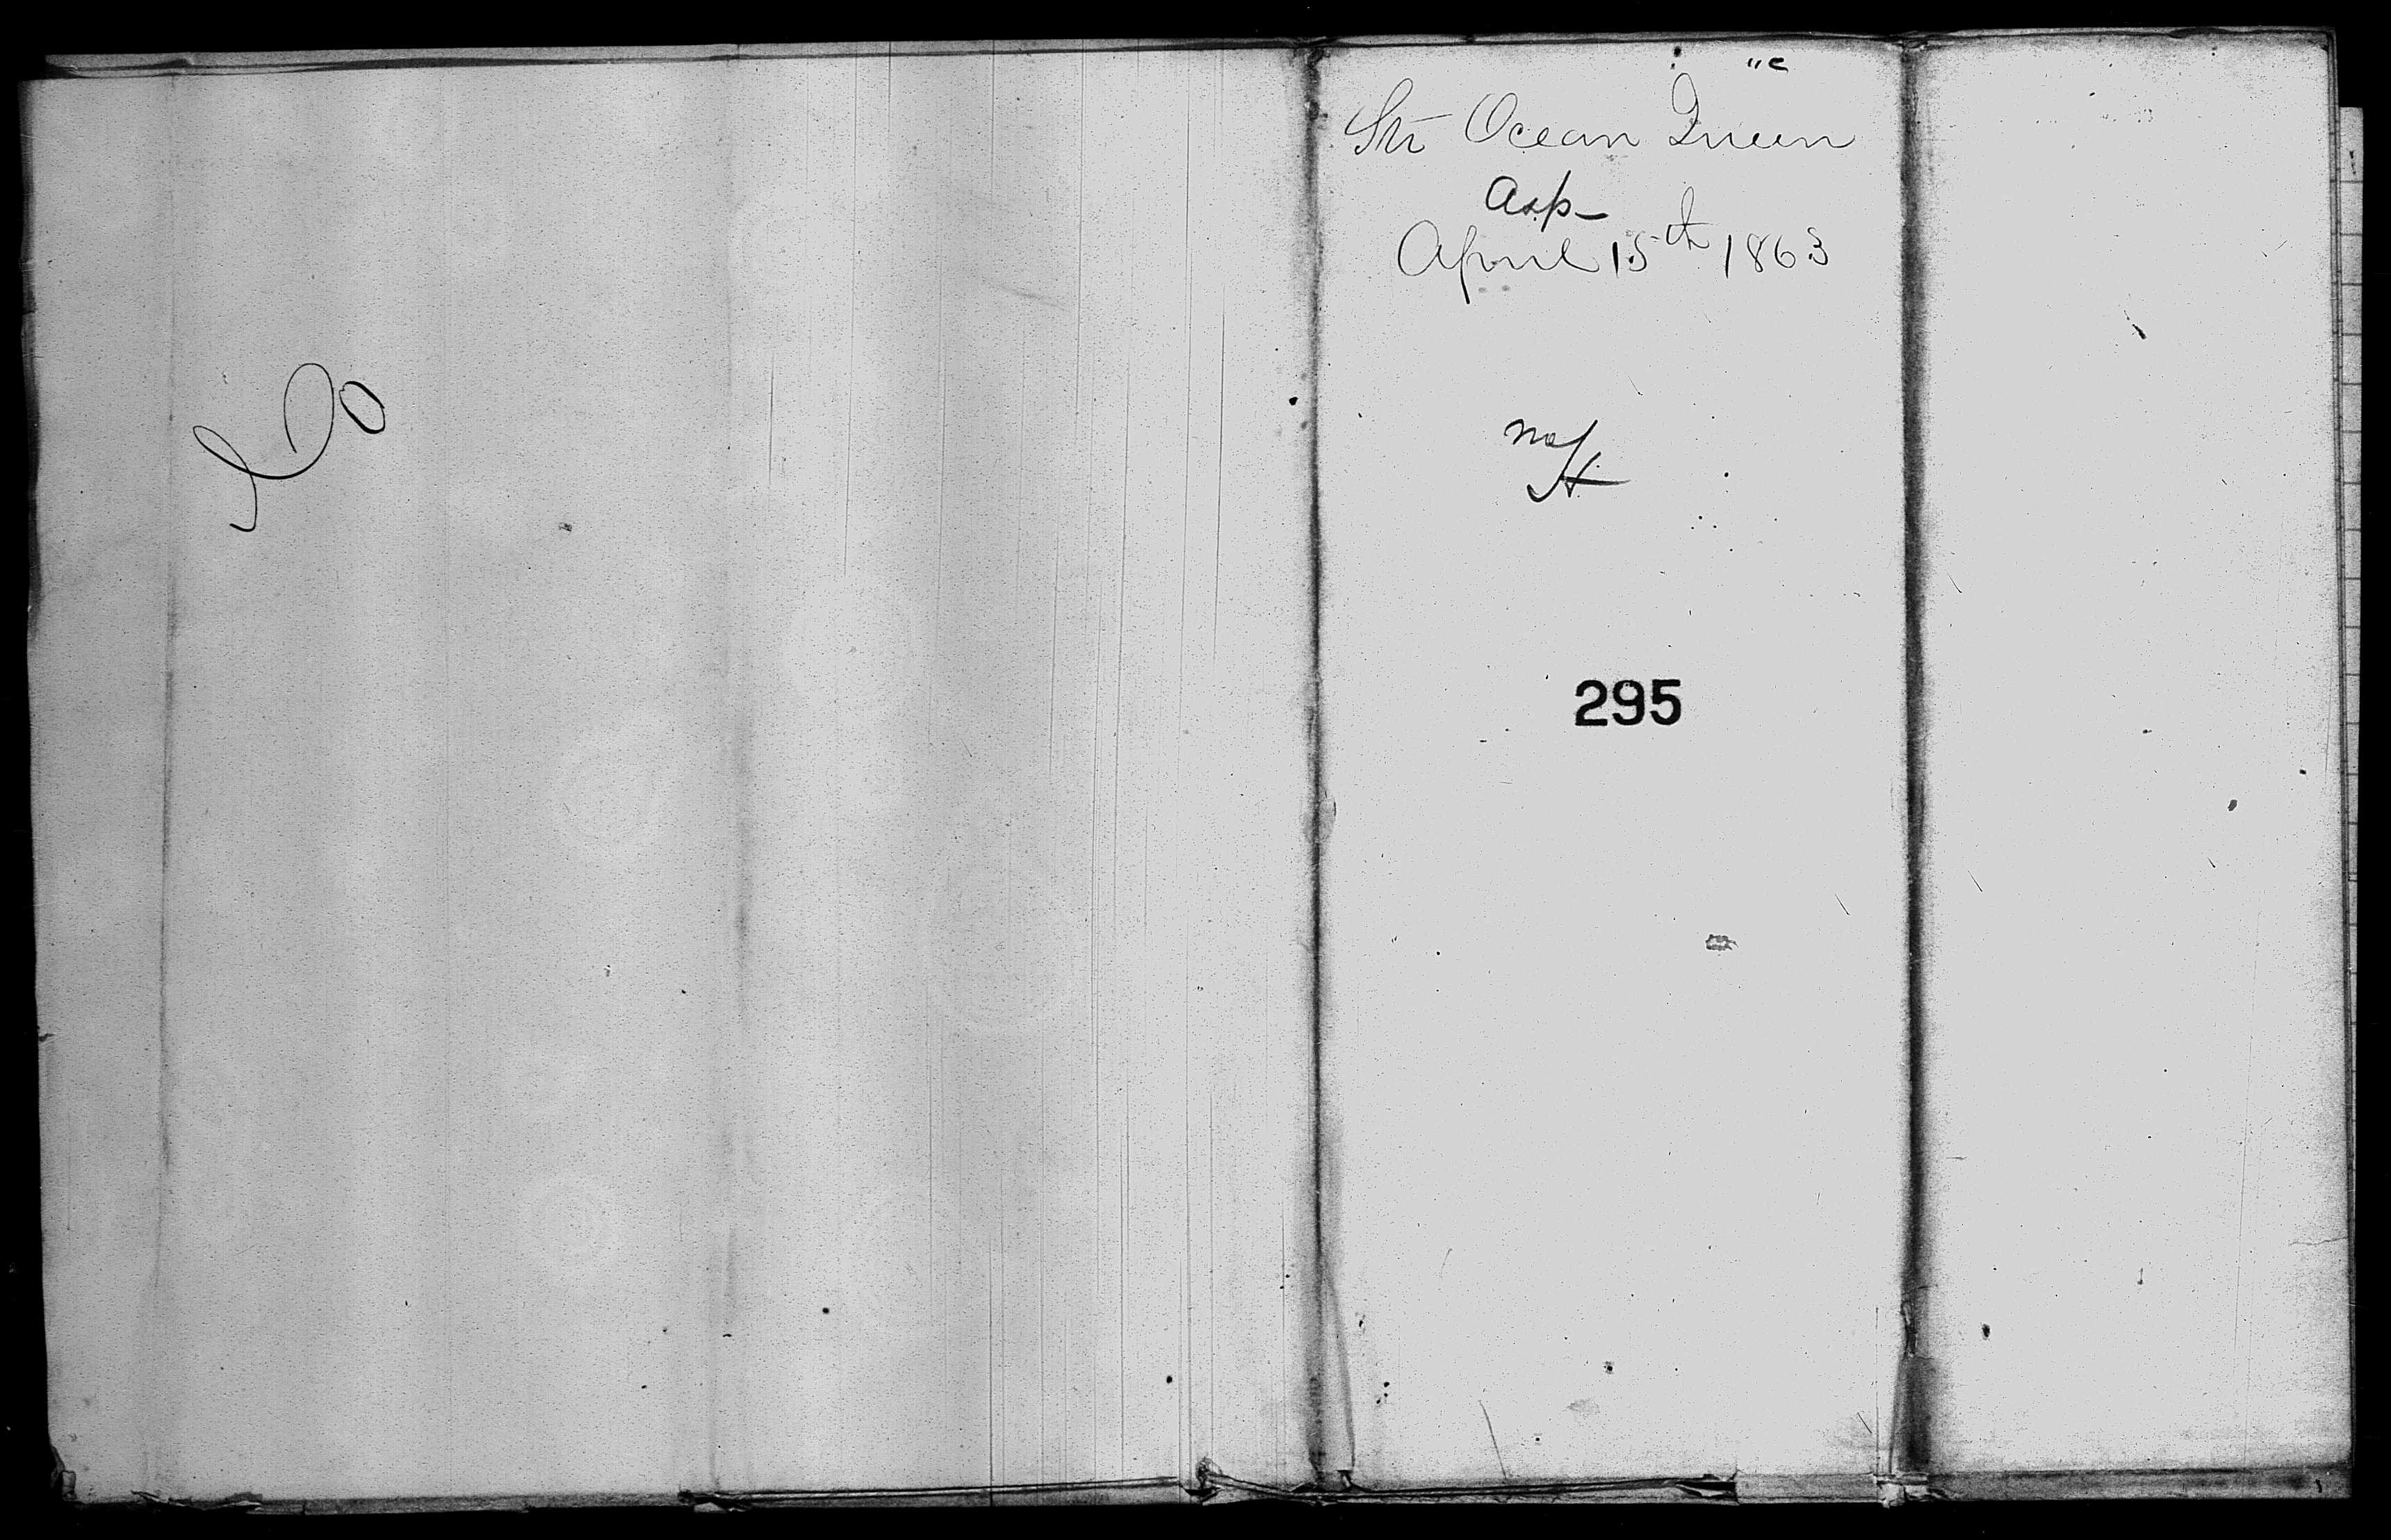 Str Ocean Queen
Asp-
April 15th 1863
295